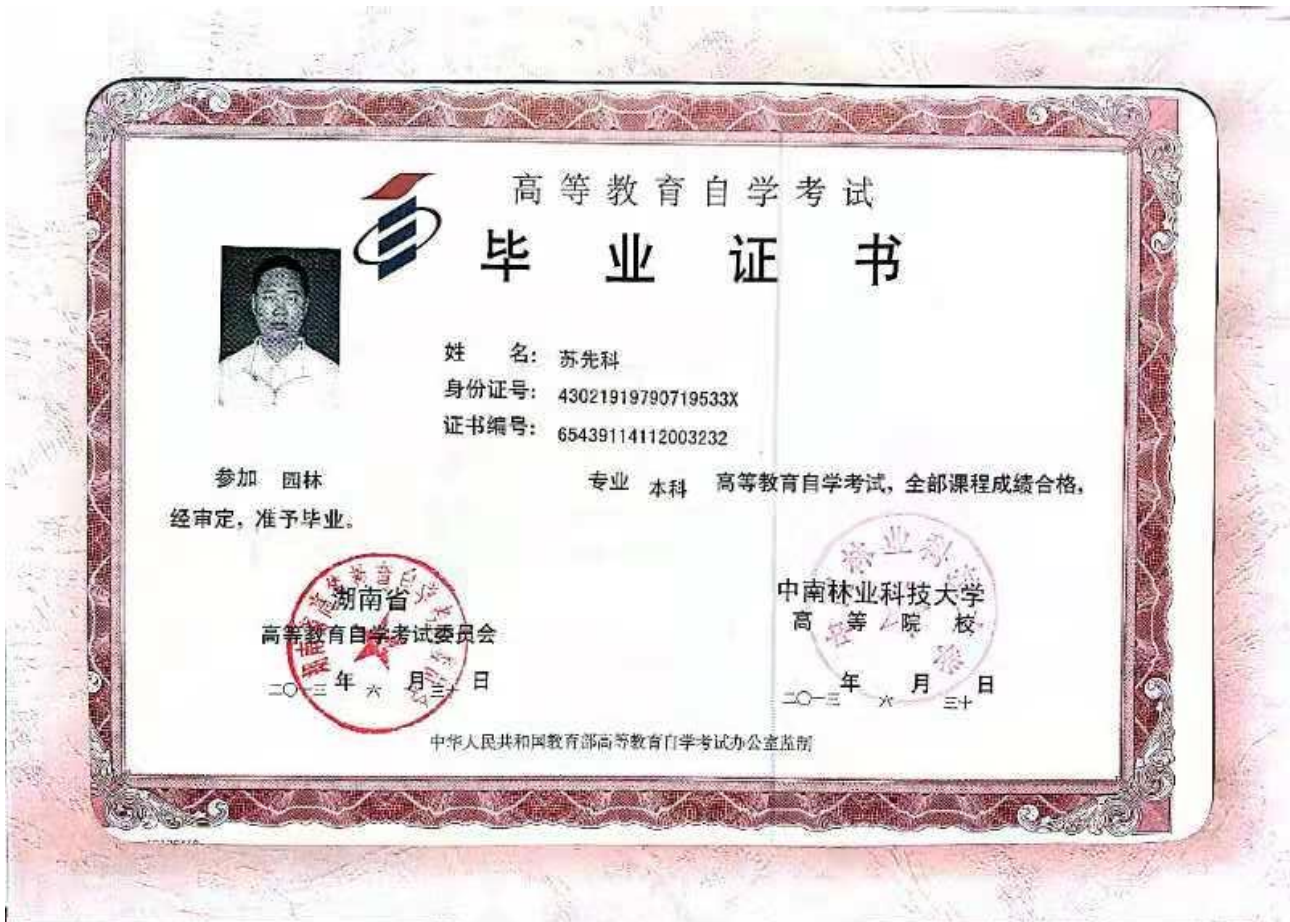 高等教育自学考试
毕业证书
姓 名： 苏先科
身份证号： 43021919790719533X
证书编号： 65439114112003232
参加 园林 专业 本科 高等教育自学考试，全部课程成绩合格，
经审定，准予毕业。
湖南省
高等教育自学考试委员会
二〇一三年六月三十日
中南林业科技大学
高等院校
二〇一三年六月三十日
中华人民共和国教育部高等教育自学考试办公室监制